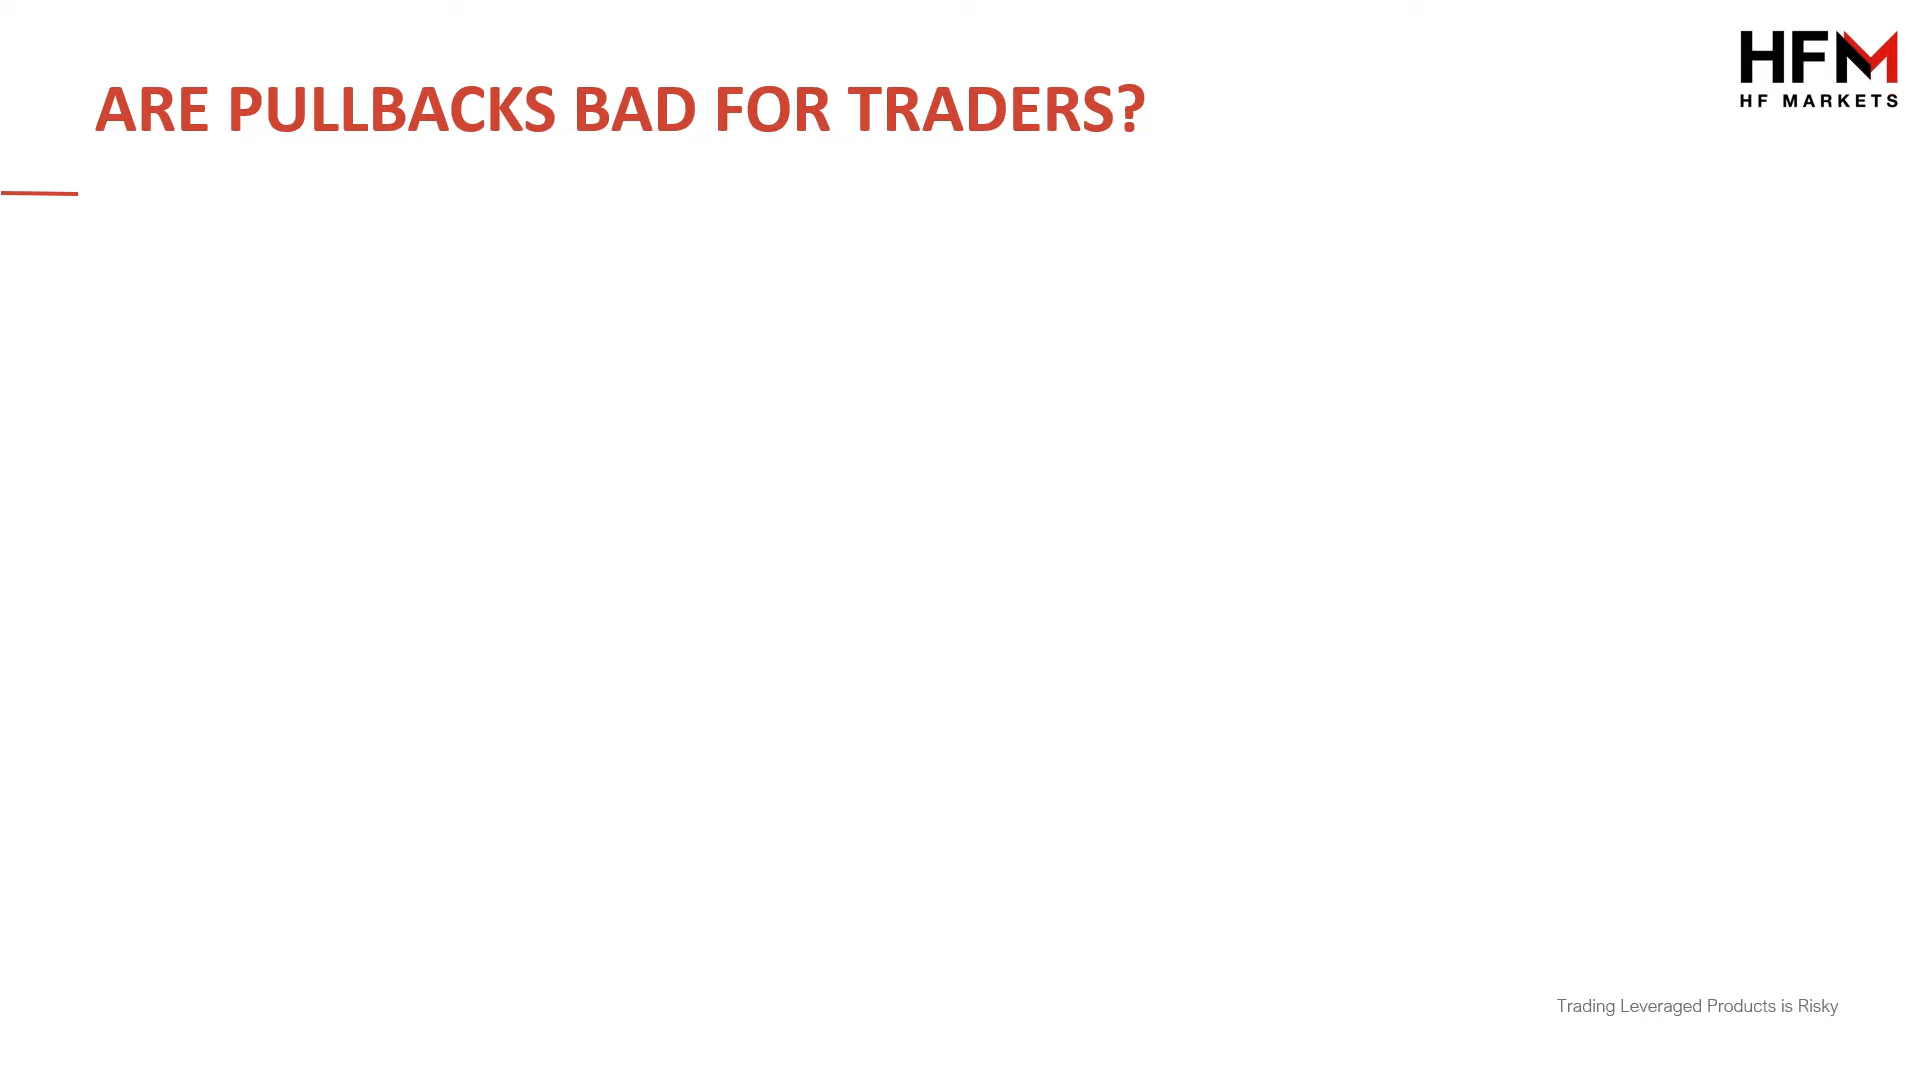 HFM
HF MARKETS
ARE PULLBACKS BAD FOR TRADERS?
Trading Leveraged Products is Risky